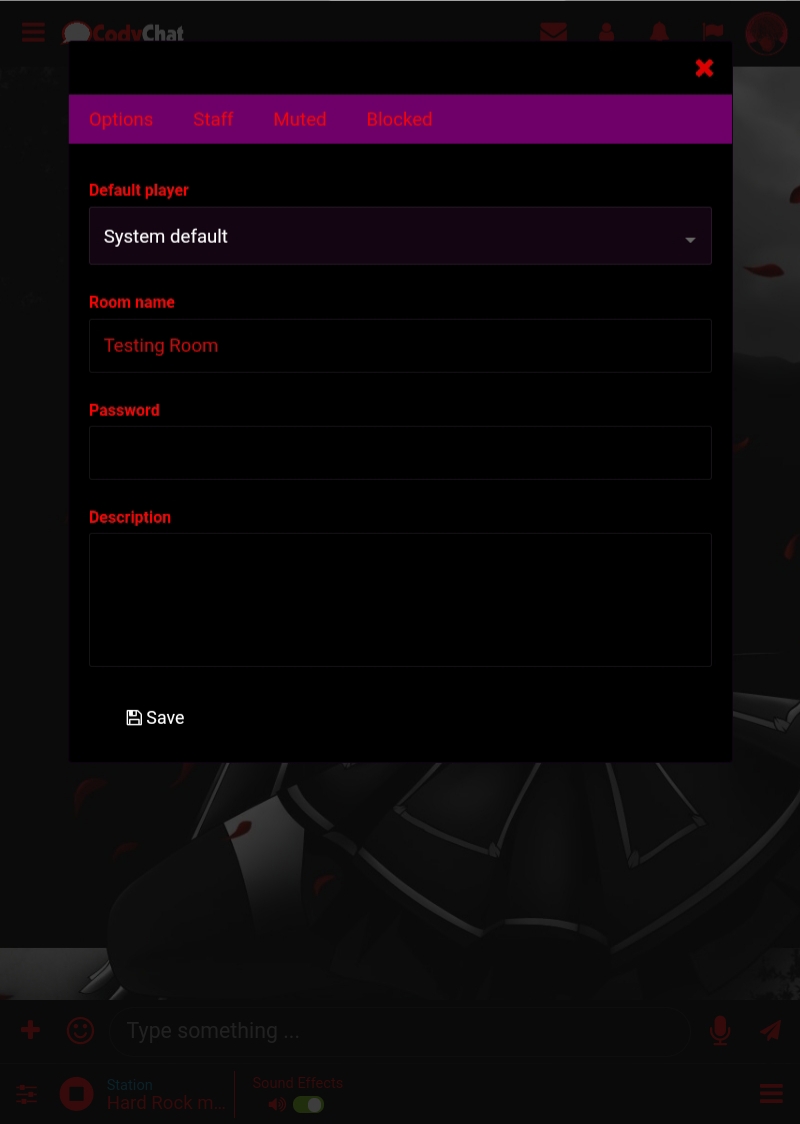 CodyChat
Options Staff Muted Blocked
Default player
System default
Room name
Testing Room
Password
Description
Save
Type something ...
Station
Hard Rock m...
Sound Effects